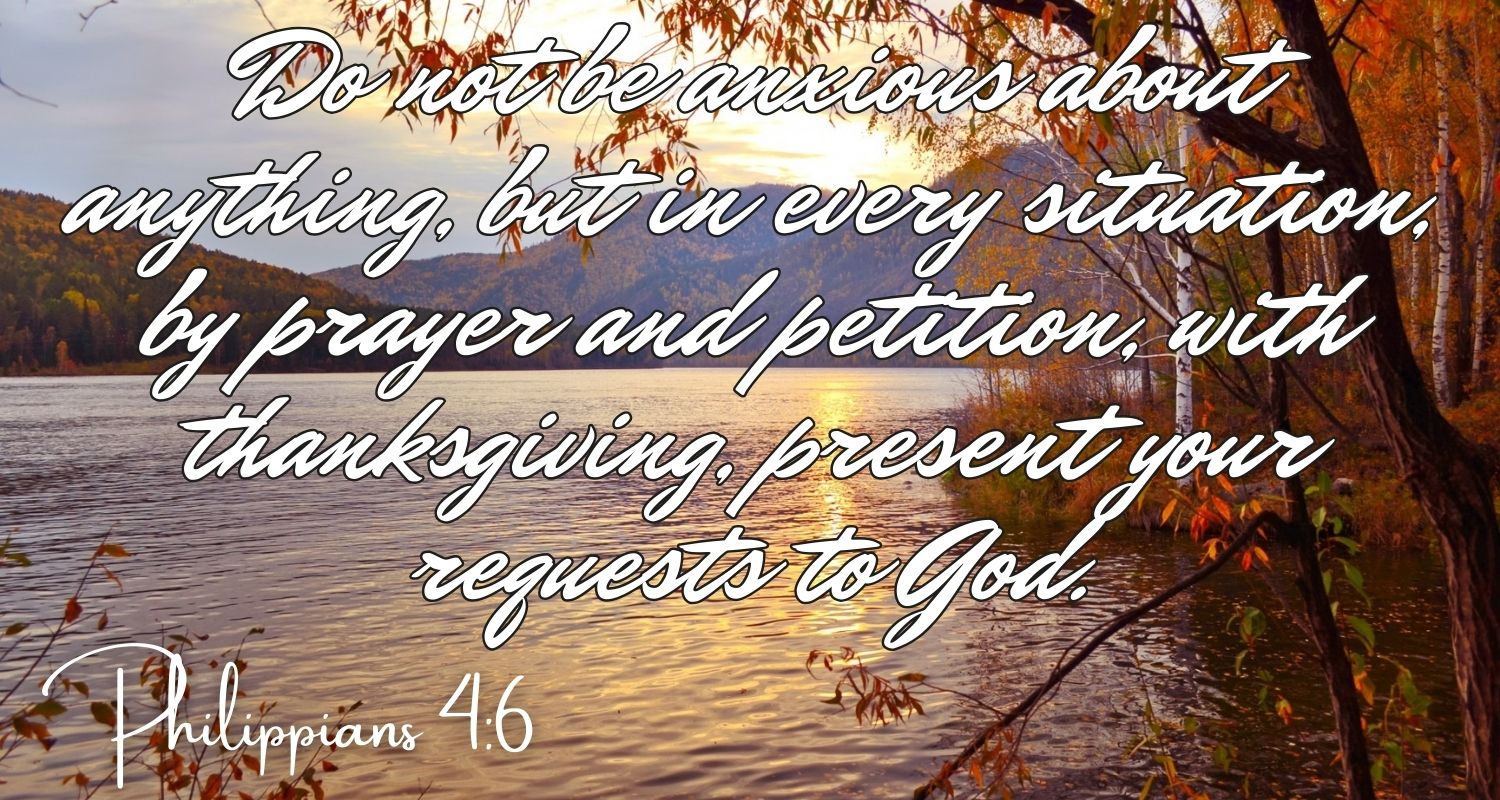 Do not be anxious about
anything, but in every situation,
by prayer and petition, with
thanksgiving, present your
requests to God.
Philippians 4:6